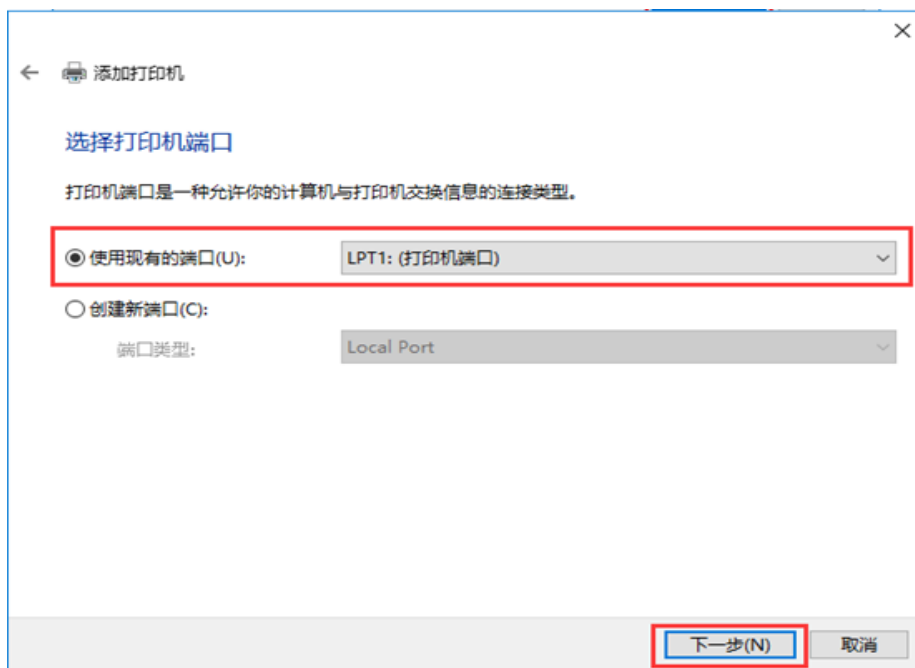 添加打印机
选择打印机端口
打印机端口是一种允许你的计算机与打印机交换信息的连接类型。
使用现有的端口(U): LPT1: (打印机端口)
创建新端口(C):
端口类型: Local Port
下一步(N) 取消